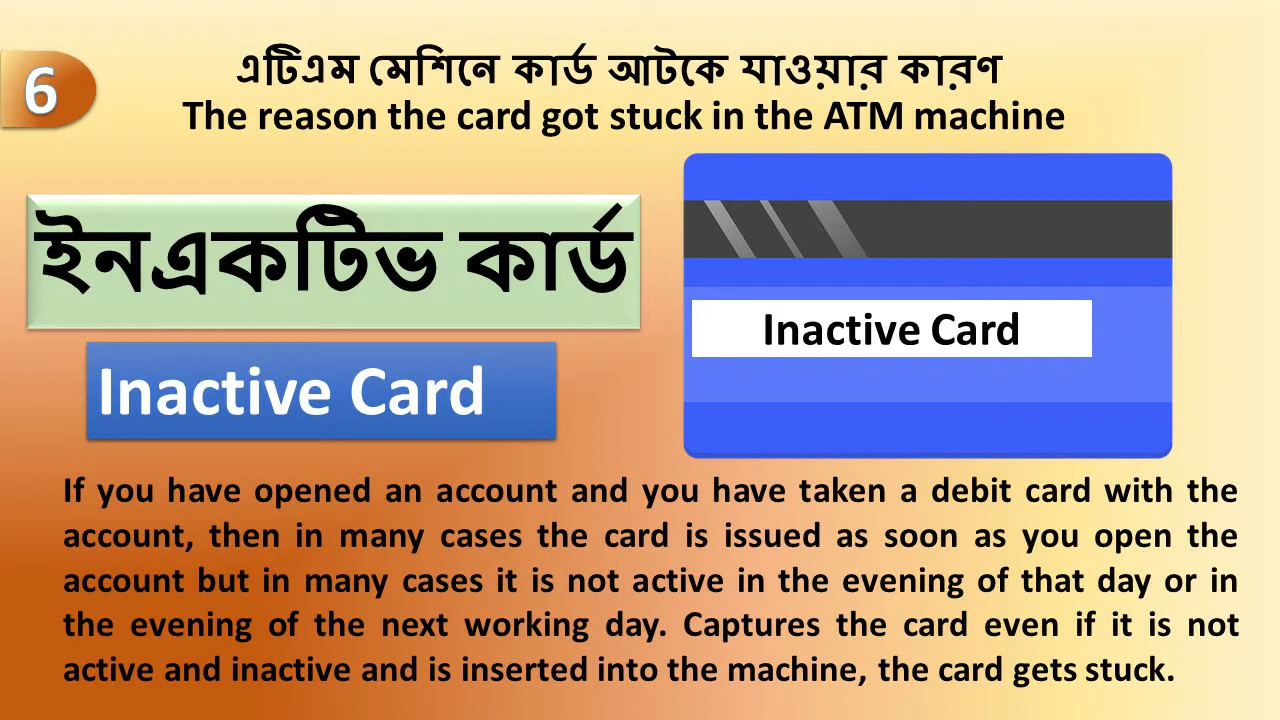 6
এটিএম মেশিনে কার্ড আটকে যাওয়ার কারণ
The reason the card got stuck in the ATM machine
ইনএকটিভ কার্ড
Inactive Card
Inactive Card
If you have opened an account and you have taken a debit card with the
account, then in many cases the card is issued as soon as you open the
account but in many cases it is not active in the evening of that day or in
the evening of the next working day. Captures the card even if it is not
active and inactive and is inserted into the machine, the card gets stuck.